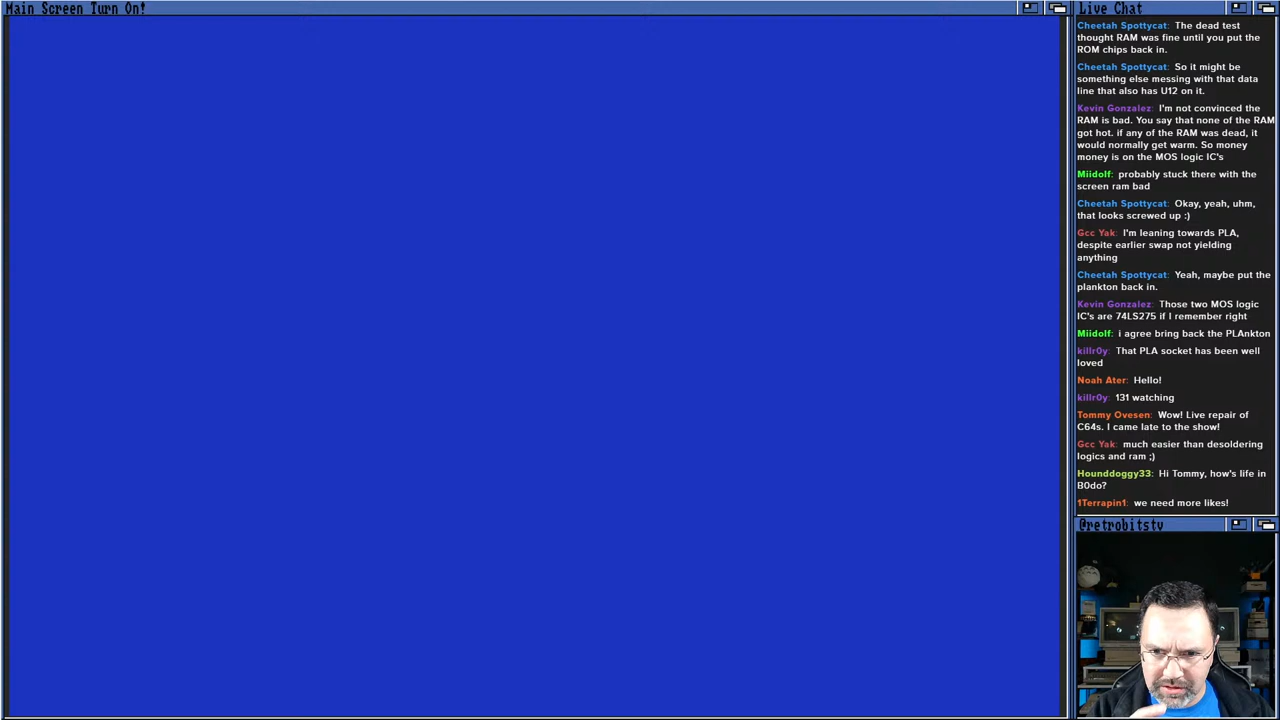 Main Screen Turn On!
Live Chat
Cheetah Spottycat: The dead test
thought RAM was fine until you put the
ROM chips back in.
Cheetah Spottycat: So it might be
something else messing with that data
line that also has U12 on it.
Kevin Gonzalez: I'm not convinced the
RAM is bad. You say that none of the RAM
got hot. if any of the RAM was dead, it
would normally get warm. So money
money is on the MOS logic IC's
Miidolf: probably stuck there with the
screen ram bad
Cheetah Spottycat: Okay, yeah, uhm,
that looks screwed up :)
Gcc Yak: I'm leaning towards PLA,
despite earlier swap not yielding
anything
Cheetah Spottycat: Yeah, maybe put the
plankton back in.
Kevin Gonzalez: Those two MOS logic
IC's are 74LS275 if I remember right
Miidolf: i agree bring back the PLAnkton
killr0y: That PLA socket has been well
loved
Noah Ater: Hello!
killr0y: 131 watching
Tommy Ovesen: Wow! Live repair of
C64s. I came late to the show!
Gcc Yak: much easier than desoldering
logics and ram ;)
Hounddoggy33: Hi Tommy, how's life in
B0do?
1Terrapin1: we need more likes!
@retrobitstv